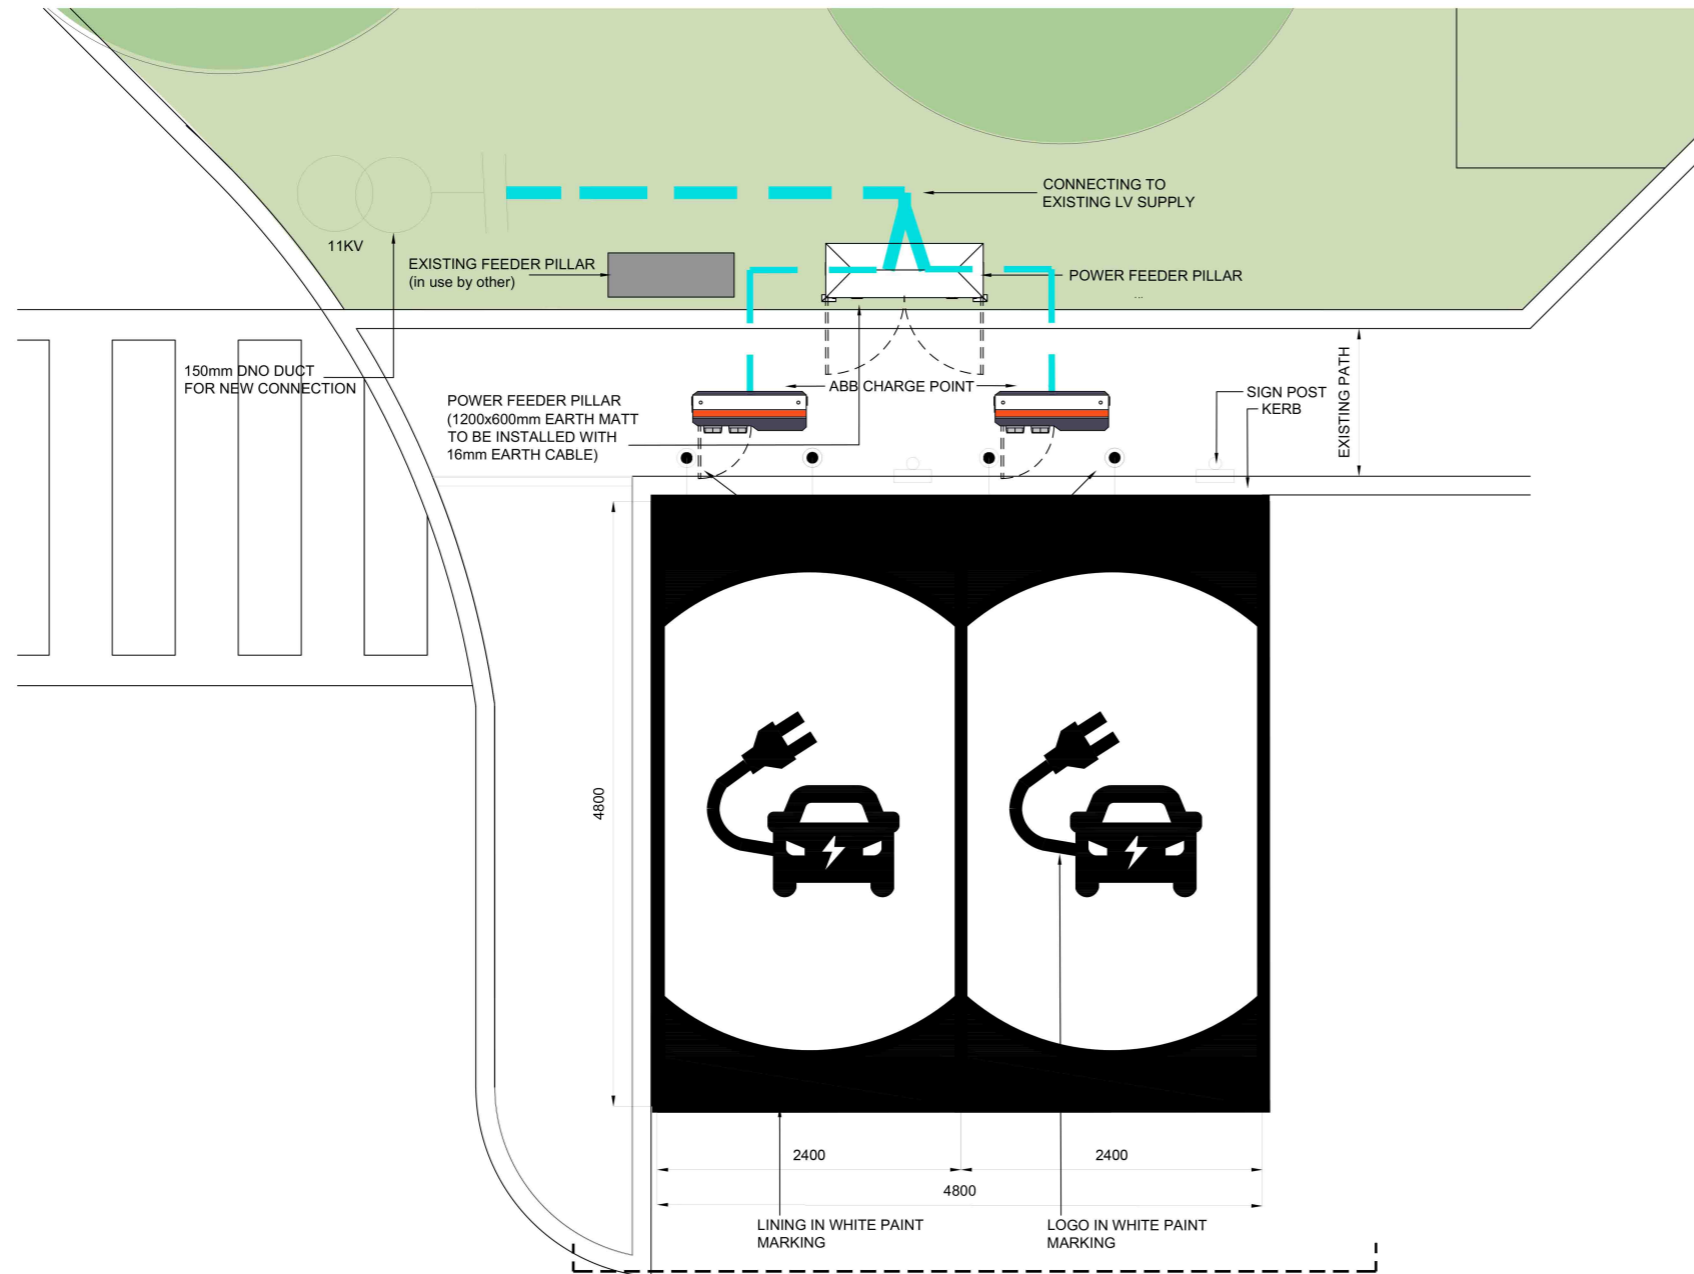 CONNECTING TO
EXISTING LV SUPPLY
11KV
EXISTING FEEDER PILLAR
(in use by other)
POWER FEEDER PILLAR
150mm DNO DUCT
FOR NEW CONNECTION
ABB CHARGE POINT
POWER FEEDER PILLAR
(1200x600mm EARTH MATT
TO BE INSTALLED WITH
16mm EARTH CABLE)
SIGN POST
KERB
EXISTING PATH
4800
2400
2400
4800
LINING IN WHITE PAINT
MARKING
LOGO IN WHITE PAINT
MARKING